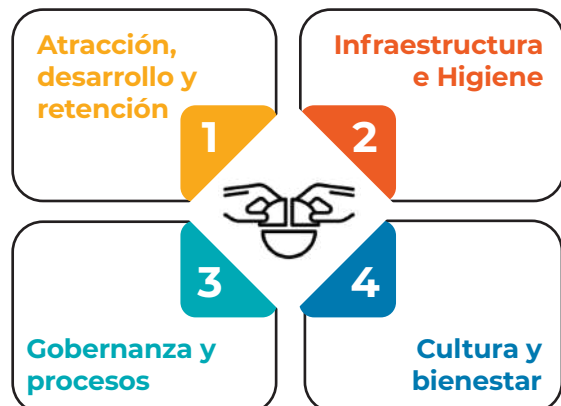 Atracción,
desarrollo y
retención
1
Infraestructura
e Higiene
2
3
Gobernanza y
procesos
4
Cultura y
bienestar